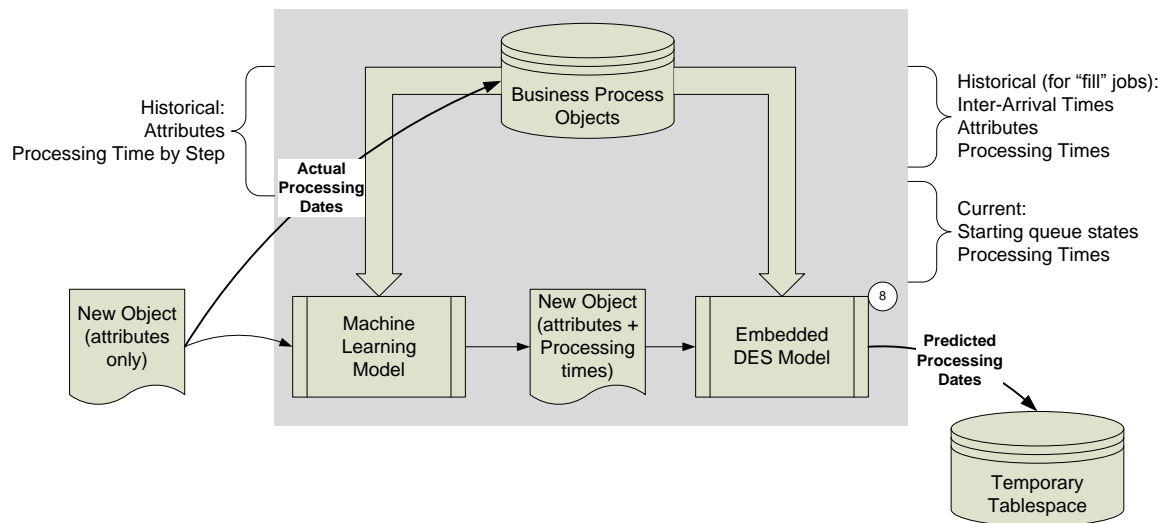 Business Process
Objects
Historical:
Attributes
Processing Time by Step
Historical (for “fill” jobs):
Inter-Arrival Times
Attributes
Processing Times
Actual
Processing
Dates
Current:
Starting queue states
Processing Times
New Object
(attributes
only)
Machine
Learning
Model
New Object
(attributes +
Processing
times)
Embedded
DES Model
8
Predicted
Processing
Dates
Temporary
Tablespace